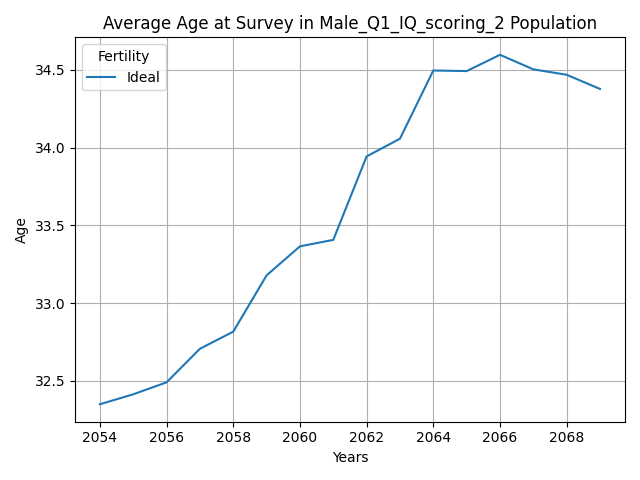 Average Age at Survey in Male_Q1_IQ_scoring_2 Population
Fertility
Ideal
34.5
34.0
33.5
33.0
32.5
Age
2054 2056 2058 2060 2062 2064 2066 2068
Years